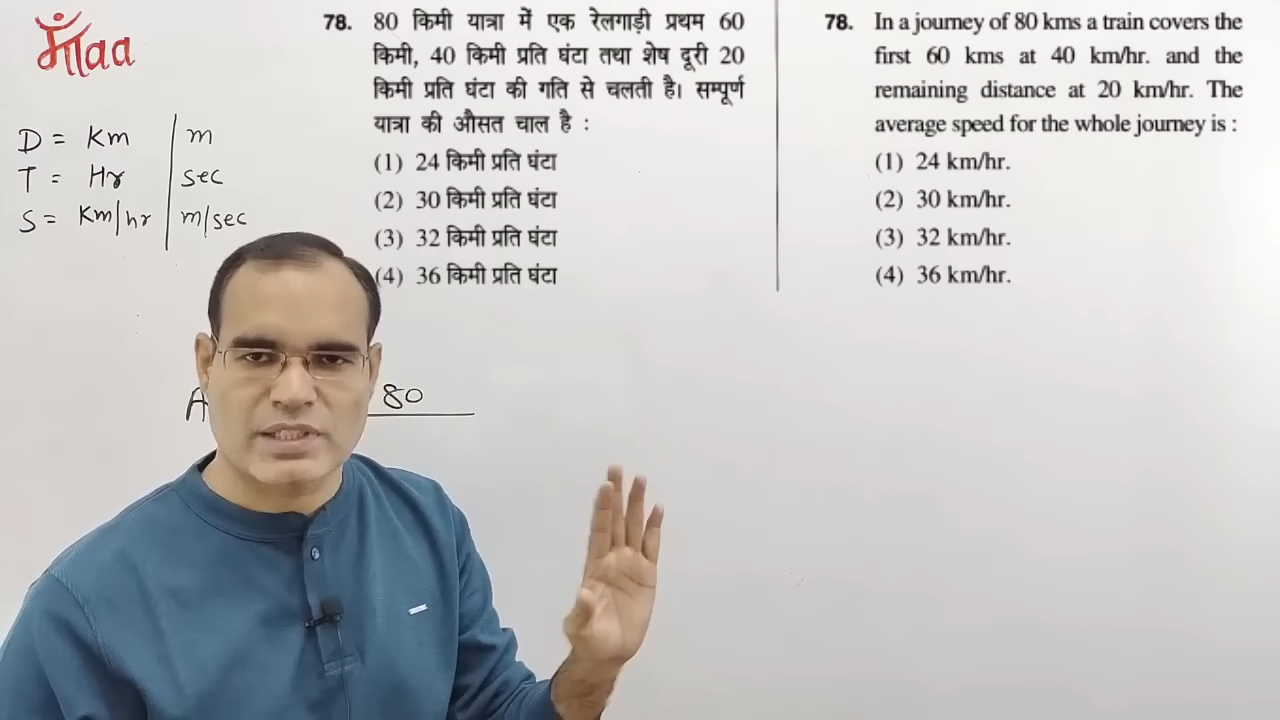 माँaa
D = Km | m
T = Hr | sec
S = Km/hr | m/sec
78. 80 किमी यात्रा में एक रेलगाड़ी प्रथम 60
किमी, 40 किमी प्रति घंटा तथा शेष दूरी 20
किमी प्रति घंटा की गति से चलती है। सम्पूर्ण
यात्रा की औसत चाल है :
(1) 24 किमी प्रति घंटा
(2) 30 किमी प्रति घंटा
(3) 32 किमी प्रति घंटा
(4) 36 किमी प्रति घंटा
78. In a journey of 80 kms a train covers the
first 60 kms at 40 km/hr. and the
remaining distance at 20 km/hr. The
average speed for the whole journey is :
(1) 24 km/hr.
(2) 30 km/hr.
(3) 32 km/hr.
(4) 36 km/hr.
A 80